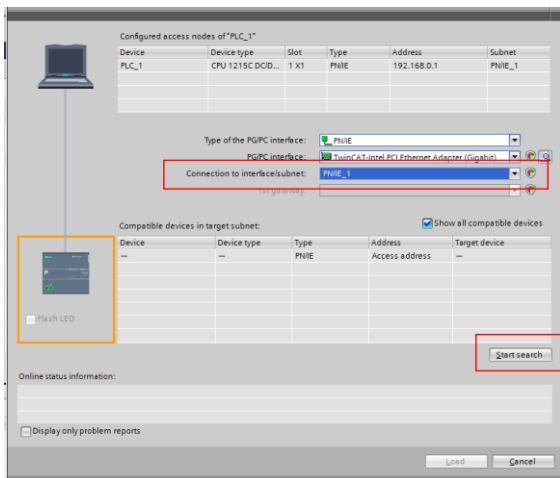 Configured access nodes of "PLC_1"
Device Device type Slot Type Address Subnet
PLC_1 CPU 1215C DC/D... 1 X1 PN/IE 192.168.0.1 PN/IE_1
Type of the PG/PC interface: PN/IE
PG/PC interface: TwinCAT-Intel PCI Ethernet Adapter (Gigabit)
Connection to interface/subnet: PN/IE_1
1st gateway:
Compatible devices in target subnet: Show all compatible devices
Device Device type Type Address Target device
— — PN/IE Access address —
Flash LED
Start search
Online status information:
Display only problem reports
Load Cancel